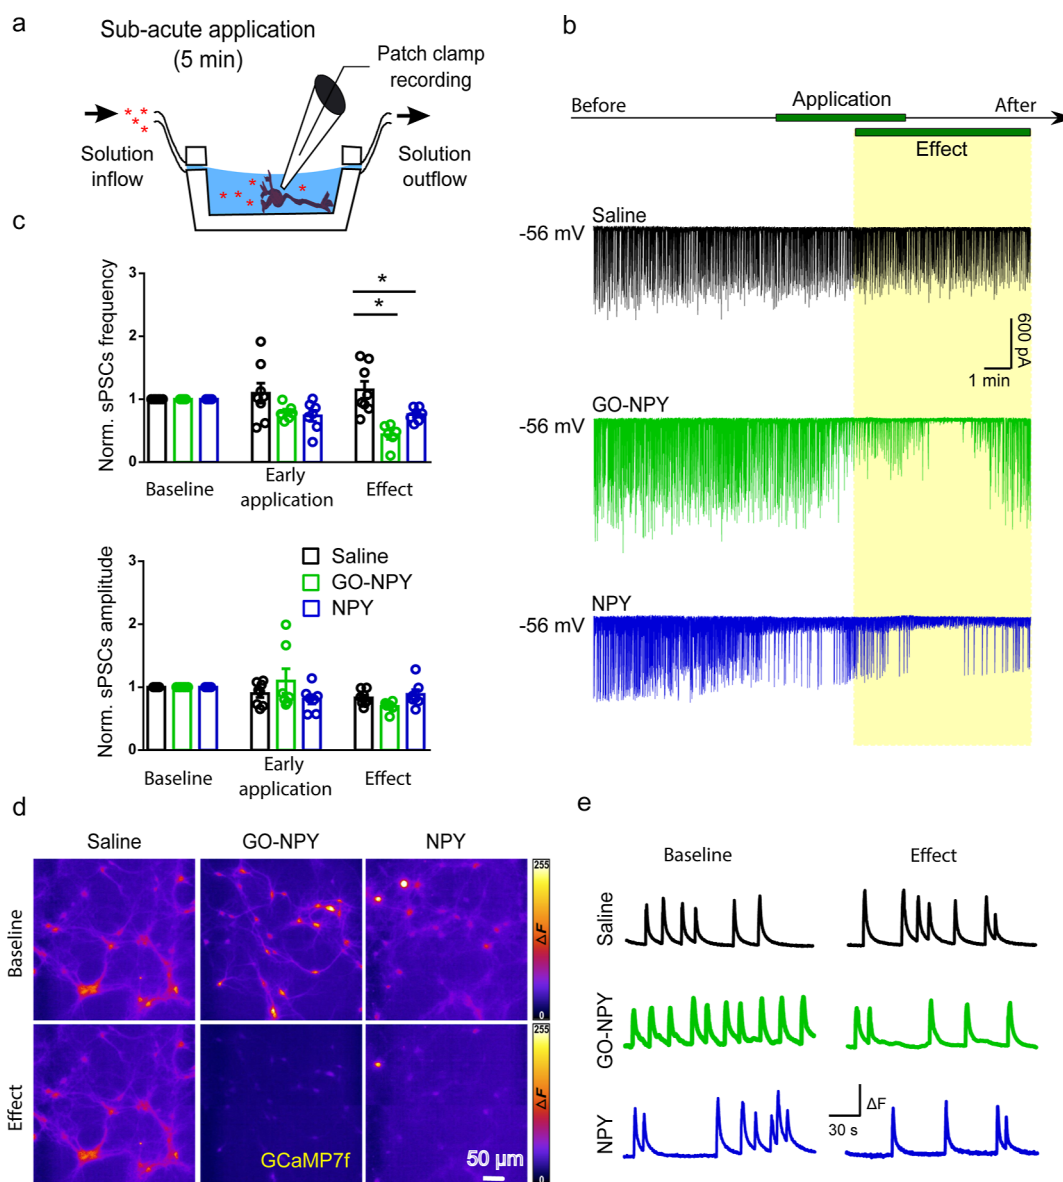 a
Sub-acute application
(5 min)
Patch clamp
recording
Solution
inflow
Solution
outflow
b
Before
Application
After
Effect
Saline
-56 mV
600 pA
1 min
GO-NPY
-56 mV
NPY
-56 mV
c
Norm. sPSCs frequency
3
2
1
0
* 
*
Baseline
Early
application
Effect
Norm. sPSCs amplitude
3
2
1
0
Saline
GO-NPY
NPY
Baseline
Early
application
Effect
d
Saline
GO-NPY
NPY
Baseline
255
ΔF
0
Effect
255
ΔF
0
GCaMP7f
50 µm
e
Baseline
Effect
Saline
GO-NPY
NPY
ΔF
30 s